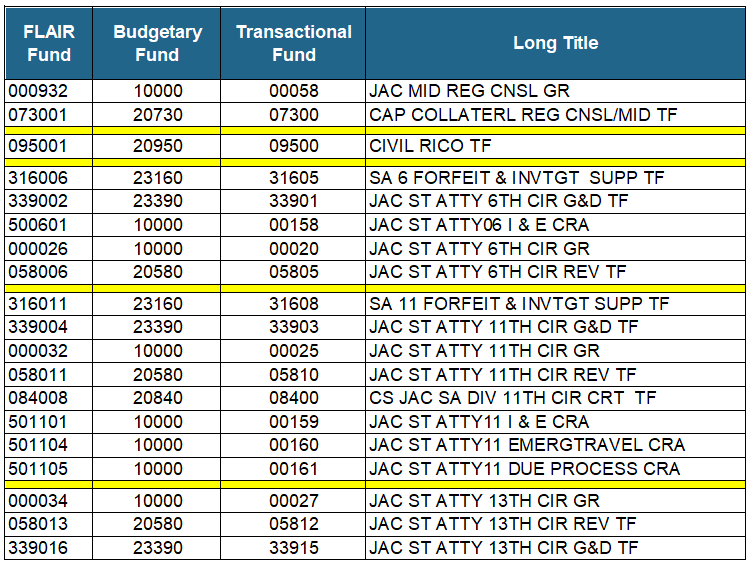 FLAIR Fund Budgetary Fund Transactional Fund Long Title
000932 10000 00058 JAC MID REG CNSL GR
073001 20730 07300 CAP COLLATERL REG CNSL/MID TF
095001 20950 09500 CIVIL RICO TF
316006 23160 31605 SA 6 FORFEIT & INVTGT  SUPP TF
339002 23390 33901 JAC ST ATTY 6TH CIR G&D TF
500601 10000 00158 JAC ST ATTY06 I & E CRA
000026 10000 00020 JAC ST ATTY 6TH CIR GR
058006 20580 05805 JAC ST ATTY 6TH CIR REV TF
316011 23160 31608 SA 11 FORFEIT & INVTGT SUPP TF
339004 23390 33903 JAC ST ATTY 11TH CIR G&D TF
000032 10000 00025 JAC ST ATTY 11TH CIR GR
058011 20580 05810 JAC ST ATTY 11TH CIR REV TF
084008 20840 08400 CS JAC SA DIV 11TH CIR CRT  TF
501101 10000 00159 JAC ST ATTY11 I & E CRA
501104 10000 00160 JAC ST ATTY11 EMERGTRAVEL CRA
501105 10000 00161 JAC ST ATTY11 DUE PROCESS CRA
000034 10000 00027 JAC ST ATTY 13TH CIR GR
058013 20580 05812 JAC ST ATTY 13TH CIR REV TF
339016 23390 33915 JAC ST ATTY 13TH CIR G&D TF